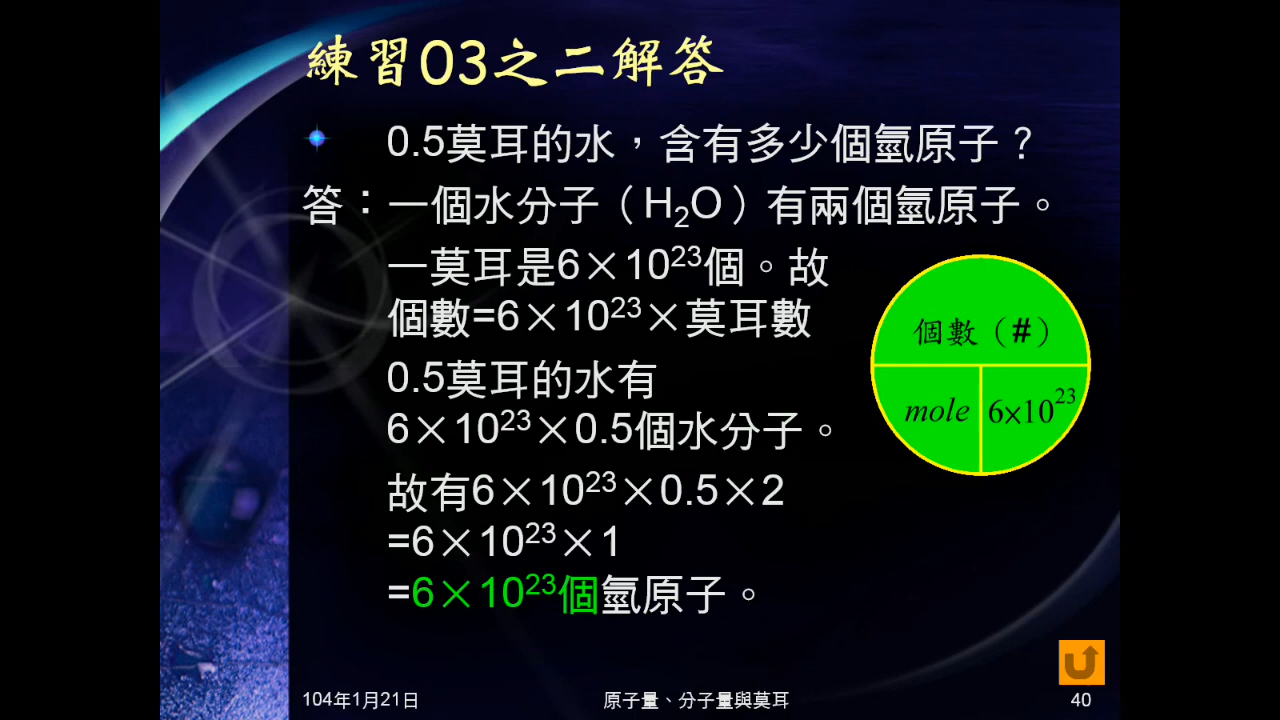 練習03之二解答
0.5莫耳的水，含有多少個氫原子？
答：一個水分子（H₂O）有兩個氫原子。
一莫耳是6×10²³個。故
個數=6×10²³×莫耳數
0.5莫耳的水有
6×10²³×0.5個水分子。
故有6×10²³×0.5×2
=6×10²³×1
=6×10²³個氫原子。
個數（#）
mole 6×10²³
104年1月21日 原子量、分子量與莫耳 40